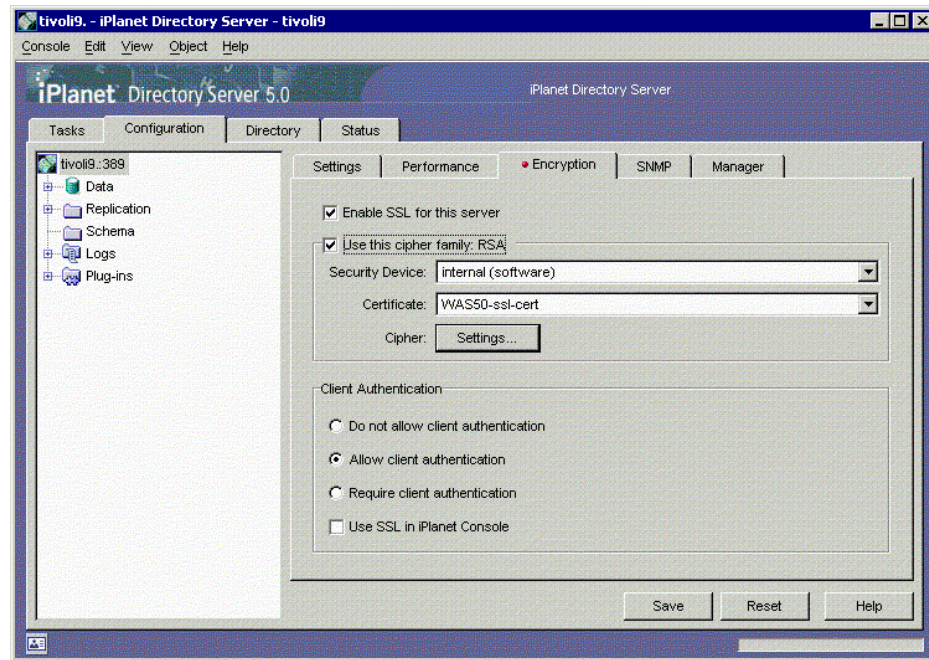 tivoli9. - iPlanet Directory Server - tivoli9
Console Edit View Object Help
iPlanet Directory Server 5.0
iPlanet Directory Server
Tasks Configuration Directory Status
tivoli9.:389
Data
Replication
Schema
Logs
Plug-ins
Settings Performance Encryption SNMP Manager
Enable SSL for this server
Use this cipher family: RSA
Security Device: internal (software)
Certificate: WAS50-ssl-cert
Cipher: Settings...
Client Authentication
Do not allow client authentication
Allow client authentication
Require client authentication
Use SSL in iPlanet Console
Save Reset Help